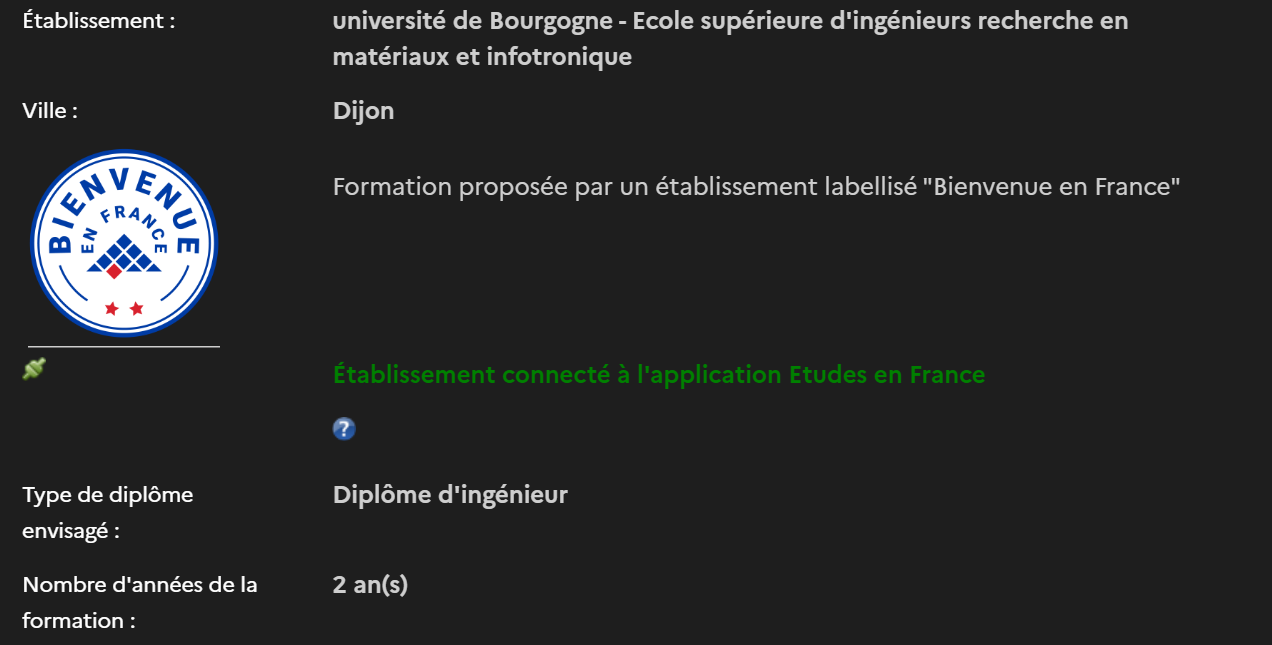 Établissement :
université de Bourgogne - Ecole supérieure d'ingénieurs recherche en
matériaux et infotronique
Ville :
Dijon
BIENVENUE
EN FRANCE
Formation proposée par un établissement labellisé "Bienvenue en France"
Établissement connecté à l'application Etudes en France
?
Type de diplôme
envisagé :
Diplôme d'ingénieur
Nombre d'années de la
formation :
2 an(s)